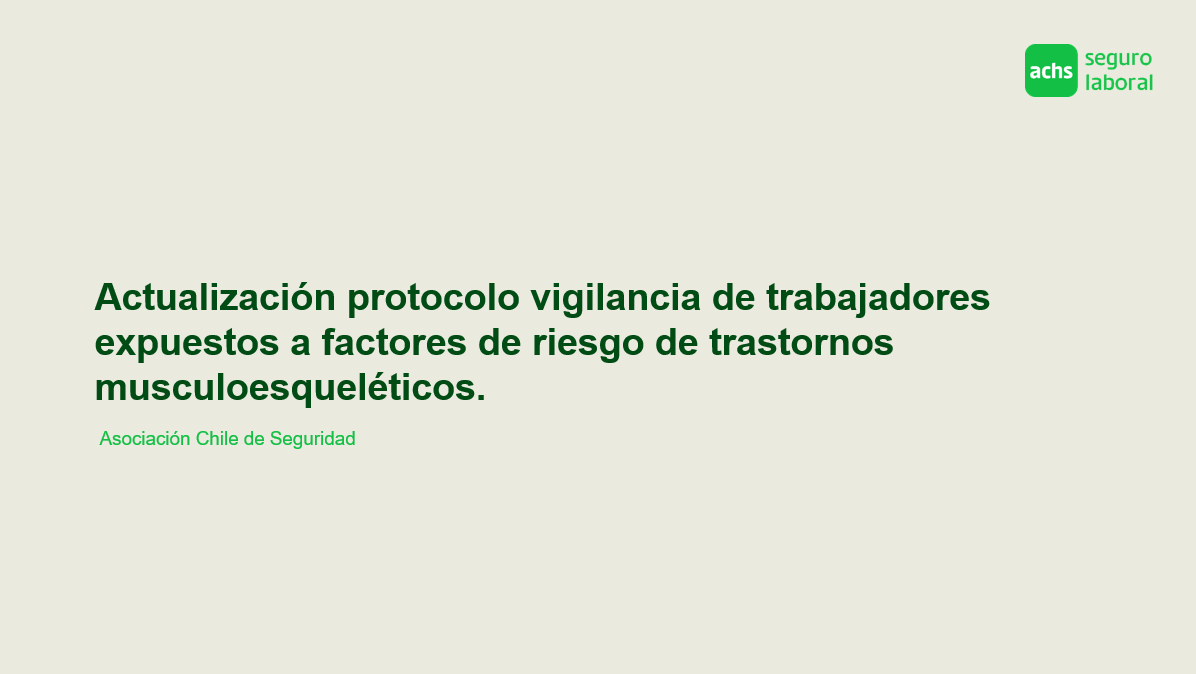 achs
seguro
laboral
Actualización protocolo vigilancia de trabajadores
expuestos a factores de riesgo de trastornos
musculoesqueléticos.
Asociación Chile de Seguridad